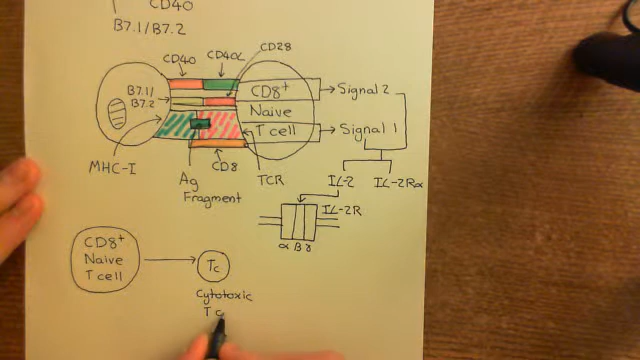 CD40
B7.1/B7.2
CD40 CD40L CD28
B7.1/
B7.2
CD8+
Naive
T cell
Signal 2
Signal 1
MHC-I
Ag
Fragment
CD8
TCR
IL-2 IL-2Rα
IL-2R
α β γ
CD8+
Naive
T cell
Tc
Cytotoxic
T c